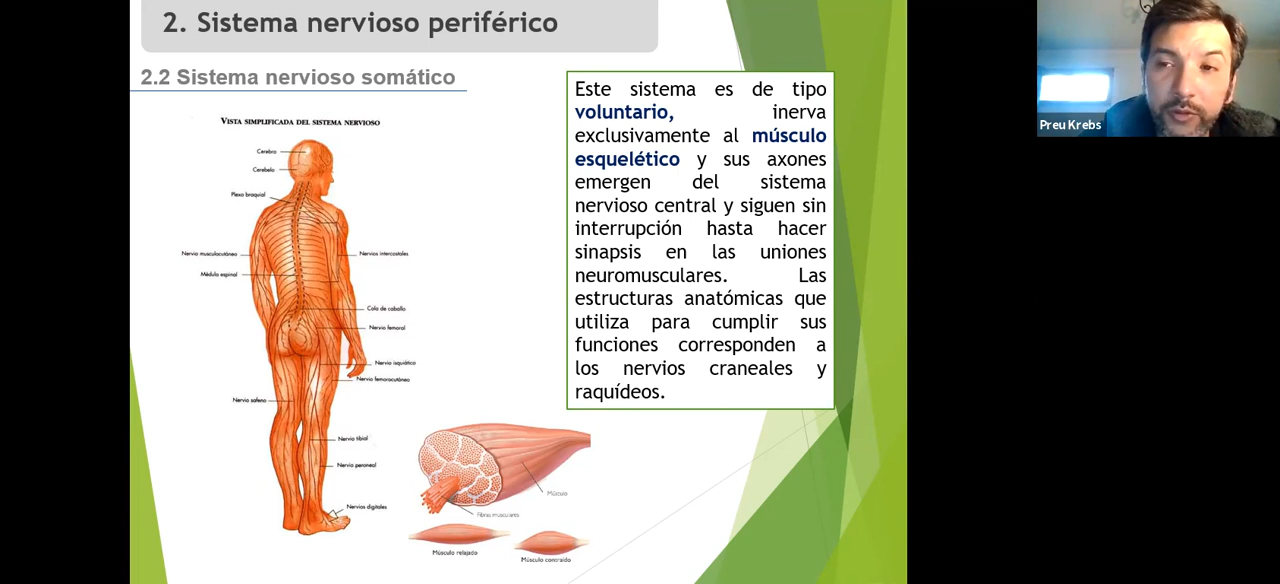 2. Sistema nervioso periférico
2.2 Sistema nervioso somático
VISTA SIMPLIFICADA DEL SISTEMA NERVIOSO
Cerebro
Cerebelo
Plexo braquial
Nervio musculocutáneo
Nervios intercostales
Médula espinal
Cola de caballo
Nervio femoral
Nervio isquiático
Nervio femorocutáneo
Nervio safeno
Nervio tibial
Nervio peroneal
Nervios digitales
Músculo
Fibras musculares
Músculo relajado
Músculo contraído
Este sistema es de tipo
voluntario, inerva
exclusivamente al músculo
esquelético y sus axones
emergen del sistema
nervioso central y siguen sin
interrupción hasta hacer
sinapsis en las uniones
neuromusculares. Las
estructuras anatómicas que
utiliza para cumplir sus
funciones corresponden a
los nervios craneales y
raquídeos.
Preu Krebs